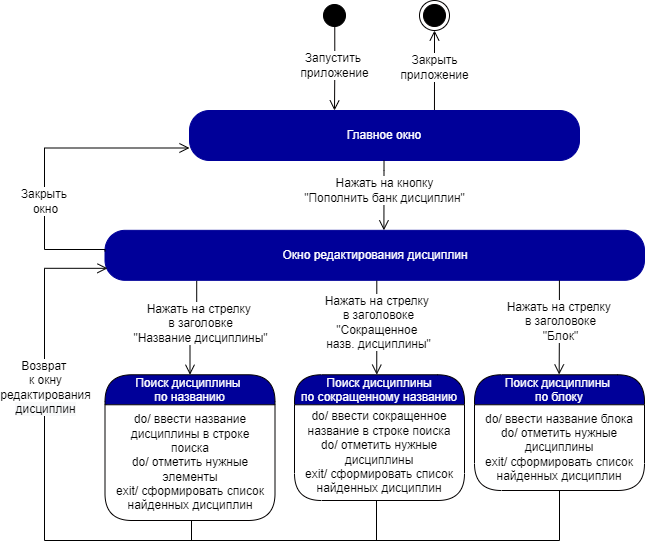 Запустить
приложение
Закрыть
приложение
Главное окно
Закрыть
окно
Нажать на кнопку
"Пополнить банк дисциплин"
Окно редактирования дисциплин
Нажать на стрелку
в заголовке
"Название дисциплины"
Нажать на стрелку
в заголовоке
"Сокращенное
назв. дисциплины"
Нажать на стрелку
в заголовоке
"Блок"
Возврат
к окну
редактирования
дисциплин
Поиск дисциплины
по названию
do/ ввести название
дисциплины в строке
поиска
do/ отметить нужные
элементы
exit/ сформировать список
найденных дисциплин
Поиск дисциплины
по сокращенному названию
do/ ввести сокращенное
название в строке поиска
do/ отметить нужные
дисциплины
exit/ сформировать список
найденных дисциплин
Поиск дисциплины
по блоку
do/ ввести название блока
do/ отметить нужные
дисциплины
exit/ сформировать список
найденных дисциплин